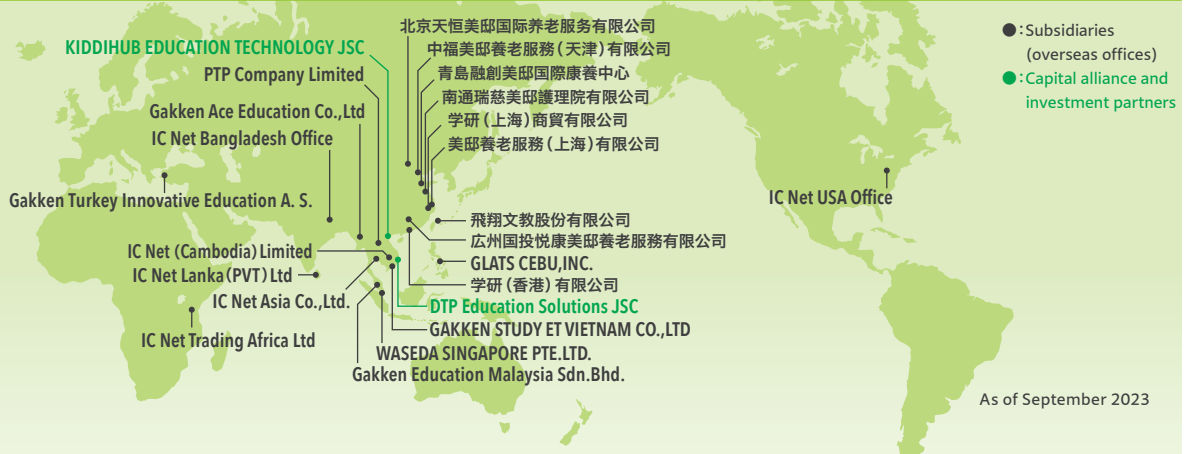 北京天恒美邸国际养老服务有限公司
KIDDIHUB EDUCATION TECHNOLOGY JSC
中福美邸養老服務（天津）有限公司
PTP Company Limited
青島融創美邸国際康養中心
南通瑞慈美邸護理院有限公司
Gakken Ace Education Co.,Ltd
学研（上海）商貿有限公司
IC Net Bangladesh Office
美邸養老服務（上海）有限公司
Gakken Turkey Innovative Education A. S.
飛翔文教股份有限公司
広州国投悦康美邸養老服務有限公司
IC Net (Cambodia) Limited
GLATS CEBU,INC.
IC Net Lanka (PVT) Ltd
学研（香港）有限公司
IC Net Asia Co.,Ltd.
DTP Education Solutions JSC
GAKKEN STUDY ET VIETNAM CO.,LTD
IC Net Trading Africa Ltd
WASEDA SINGAPORE PTE.LTD.
Gakken Education Malaysia Sdn.Bhd.
IC Net USA Office
●:Subsidiaries
(overseas offices)
●:Capital alliance and
investment partners
As of September 2023